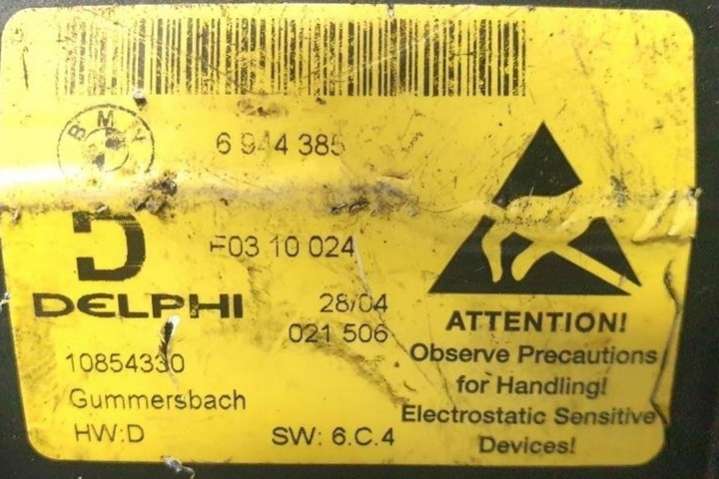 BMW
6 944 385
F03 10 024
DELPHI
28/04
021 506
10854330
Gummersbach
HW:D
SW: 6.C.4
ATTENTION!
Observe Precautions
for Handling!
Electrostatic Sensitive
Devices!